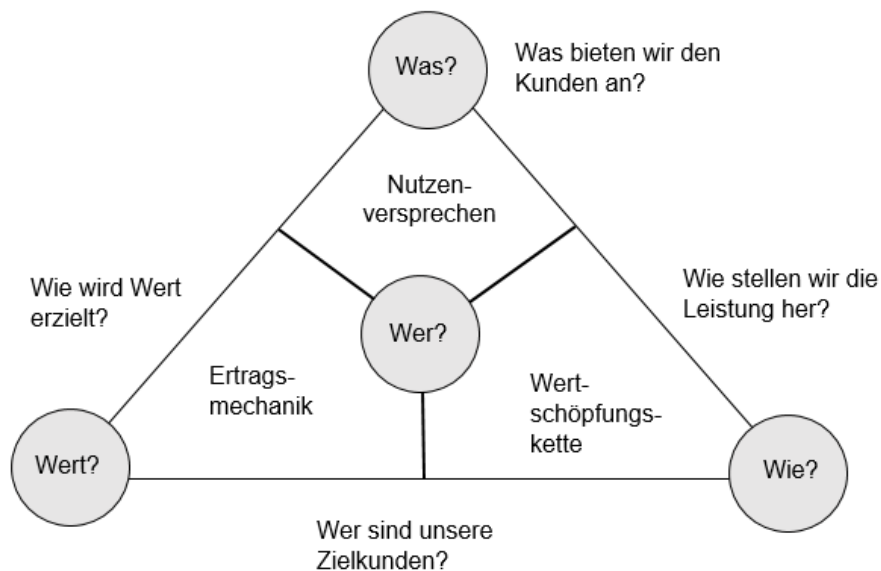 Was?
Was bieten wir den
Kunden an?
Nutzen-
versprechen
Wie wird Wert
erzielt?
Wie stellen wir die
Leistung her?
Wer?
Ertrags-
mechanik
Wert-
schöpfungs-
kette
Wert?
Wie?
Wer sind unsere
Zielkunden?